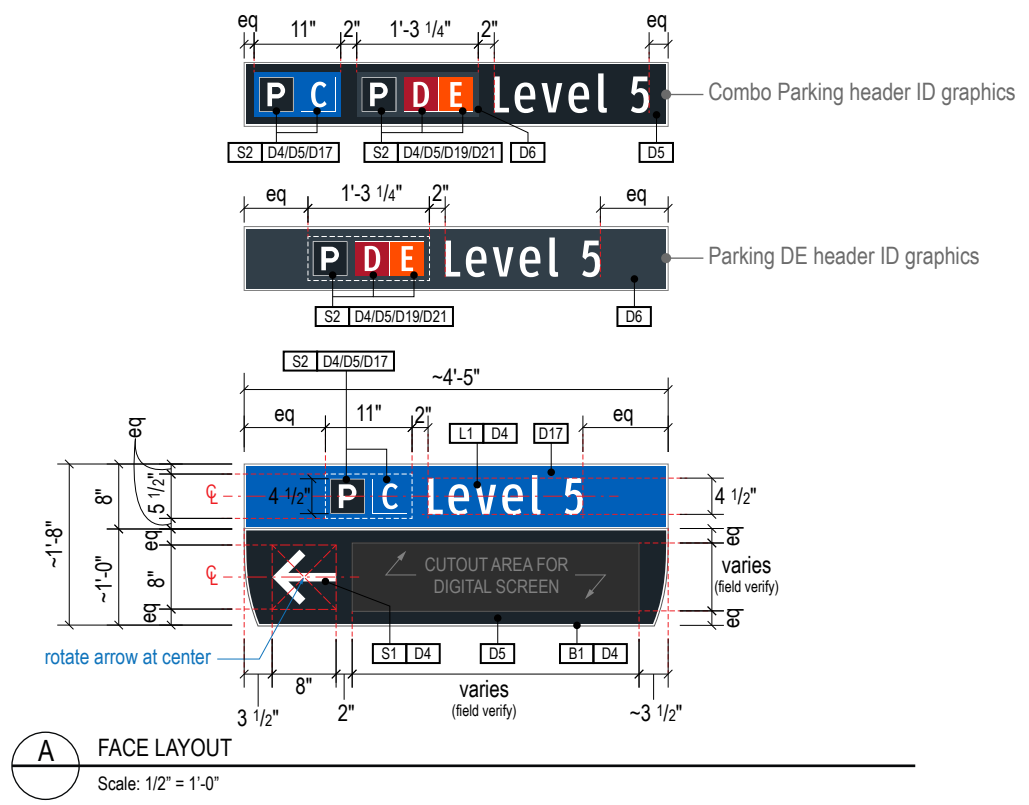 eq 11" 2" 1'-3 1/4" 2" eq
P C P D E Level 5
Combo Parking header ID graphics
S2 D4/D5/D17 S2 D4/D5/D19/D21 D6 D5
eq 1'-3 1/4" 2" eq
P D E Level 5
Parking DE header ID graphics
S2 D4/D5/D19/D21 D6
S2 D4/D5/D17
~4'-5"
eq 11" 2" eq
L1 D4 D17
eq
~1'-8" 8" 5 1/2" CL 4 1/2" P C Level 5 4 1/2"
eq eq
~1'-0" 8" CL CUTOUT AREA FOR
DIGITAL SCREEN
varies
(field verify)
eq eq
rotate arrow at center
S1 D4 D5 B1 D4
3 1/2" 8" 2" varies
(field verify)
~3 1/2"
A FACE LAYOUT
Scale: 1/2” = 1’-0”